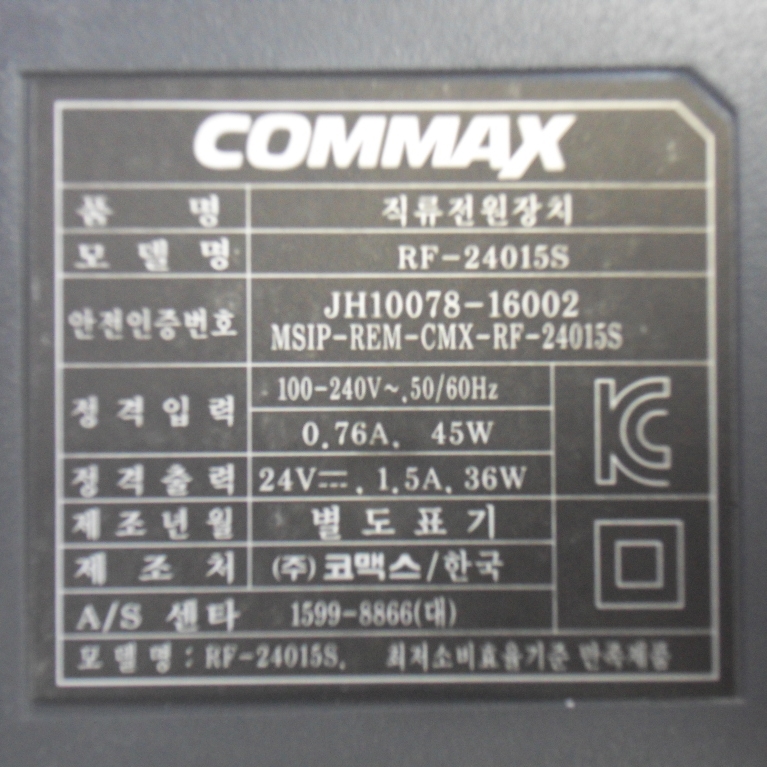 COMMAX
품 명 직류전원장치
모 델 명 RF-24015S
안전인증번호 JH10078-16002
MSIP-REM-CMX-RF-24015S
정 격 입 력 100-240V~,50/60Hz
0.76A, 45W
정 격 출 력 24V⎓, 1.5A, 36W
제 조 년 월 별 도 표 기
제 조 처 (주)코맥스/한국
A/S 센타 1599-8866(대)
모 델 명 : RF-24015S, 최저소비효율기준 만족제품